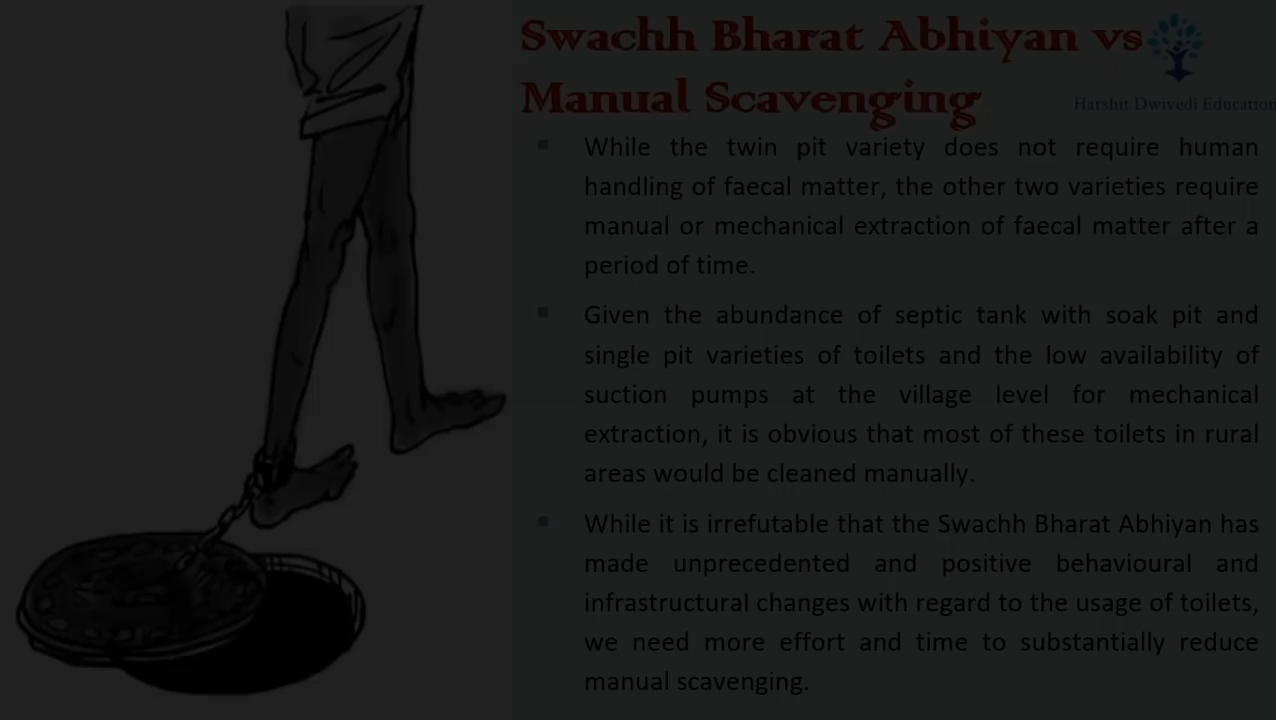 Swachh Bharat Abhiyan vs
Manual Scavenging
Harshit Dwivedi Education
While the twin pit variety does not require human
handling of faecal matter, the other two varieties require
manual or mechanical extraction of faecal matter after a
period of time.
Given the abundance of septic tank with soak pit and
single pit varieties of toilets and the low availability of
suction pumps at the village level for mechanical
extraction, it is obvious that most of these toilets in rural
areas would be cleaned manually.
While it is irrefutable that the Swachh Bharat Abhiyan has
made unprecedented and positive behavioural and
infrastructural changes with regard to the usage of toilets,
we need more effort and time to substantially reduce
manual scavenging.